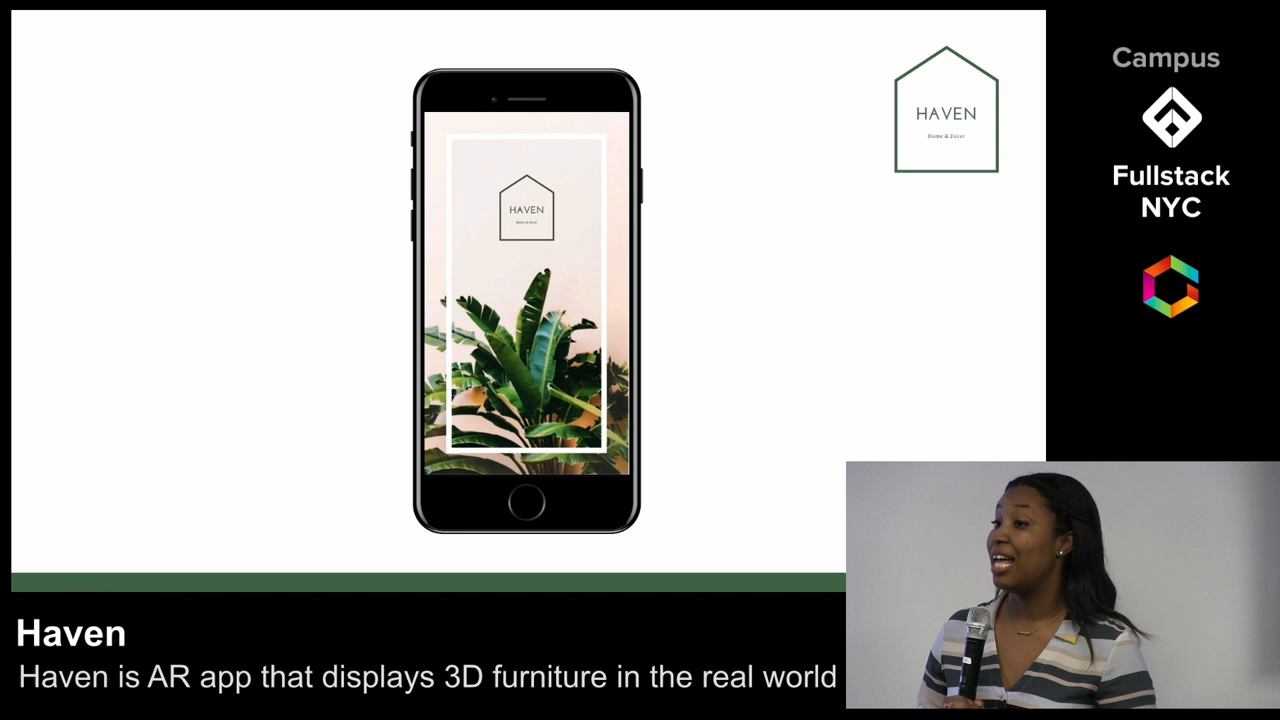 HAVEN
Home & Decor
HAVEN
Home & Decor
Campus
Fullstack
NYC
Haven
Haven is AR app that displays 3D furniture in the real world